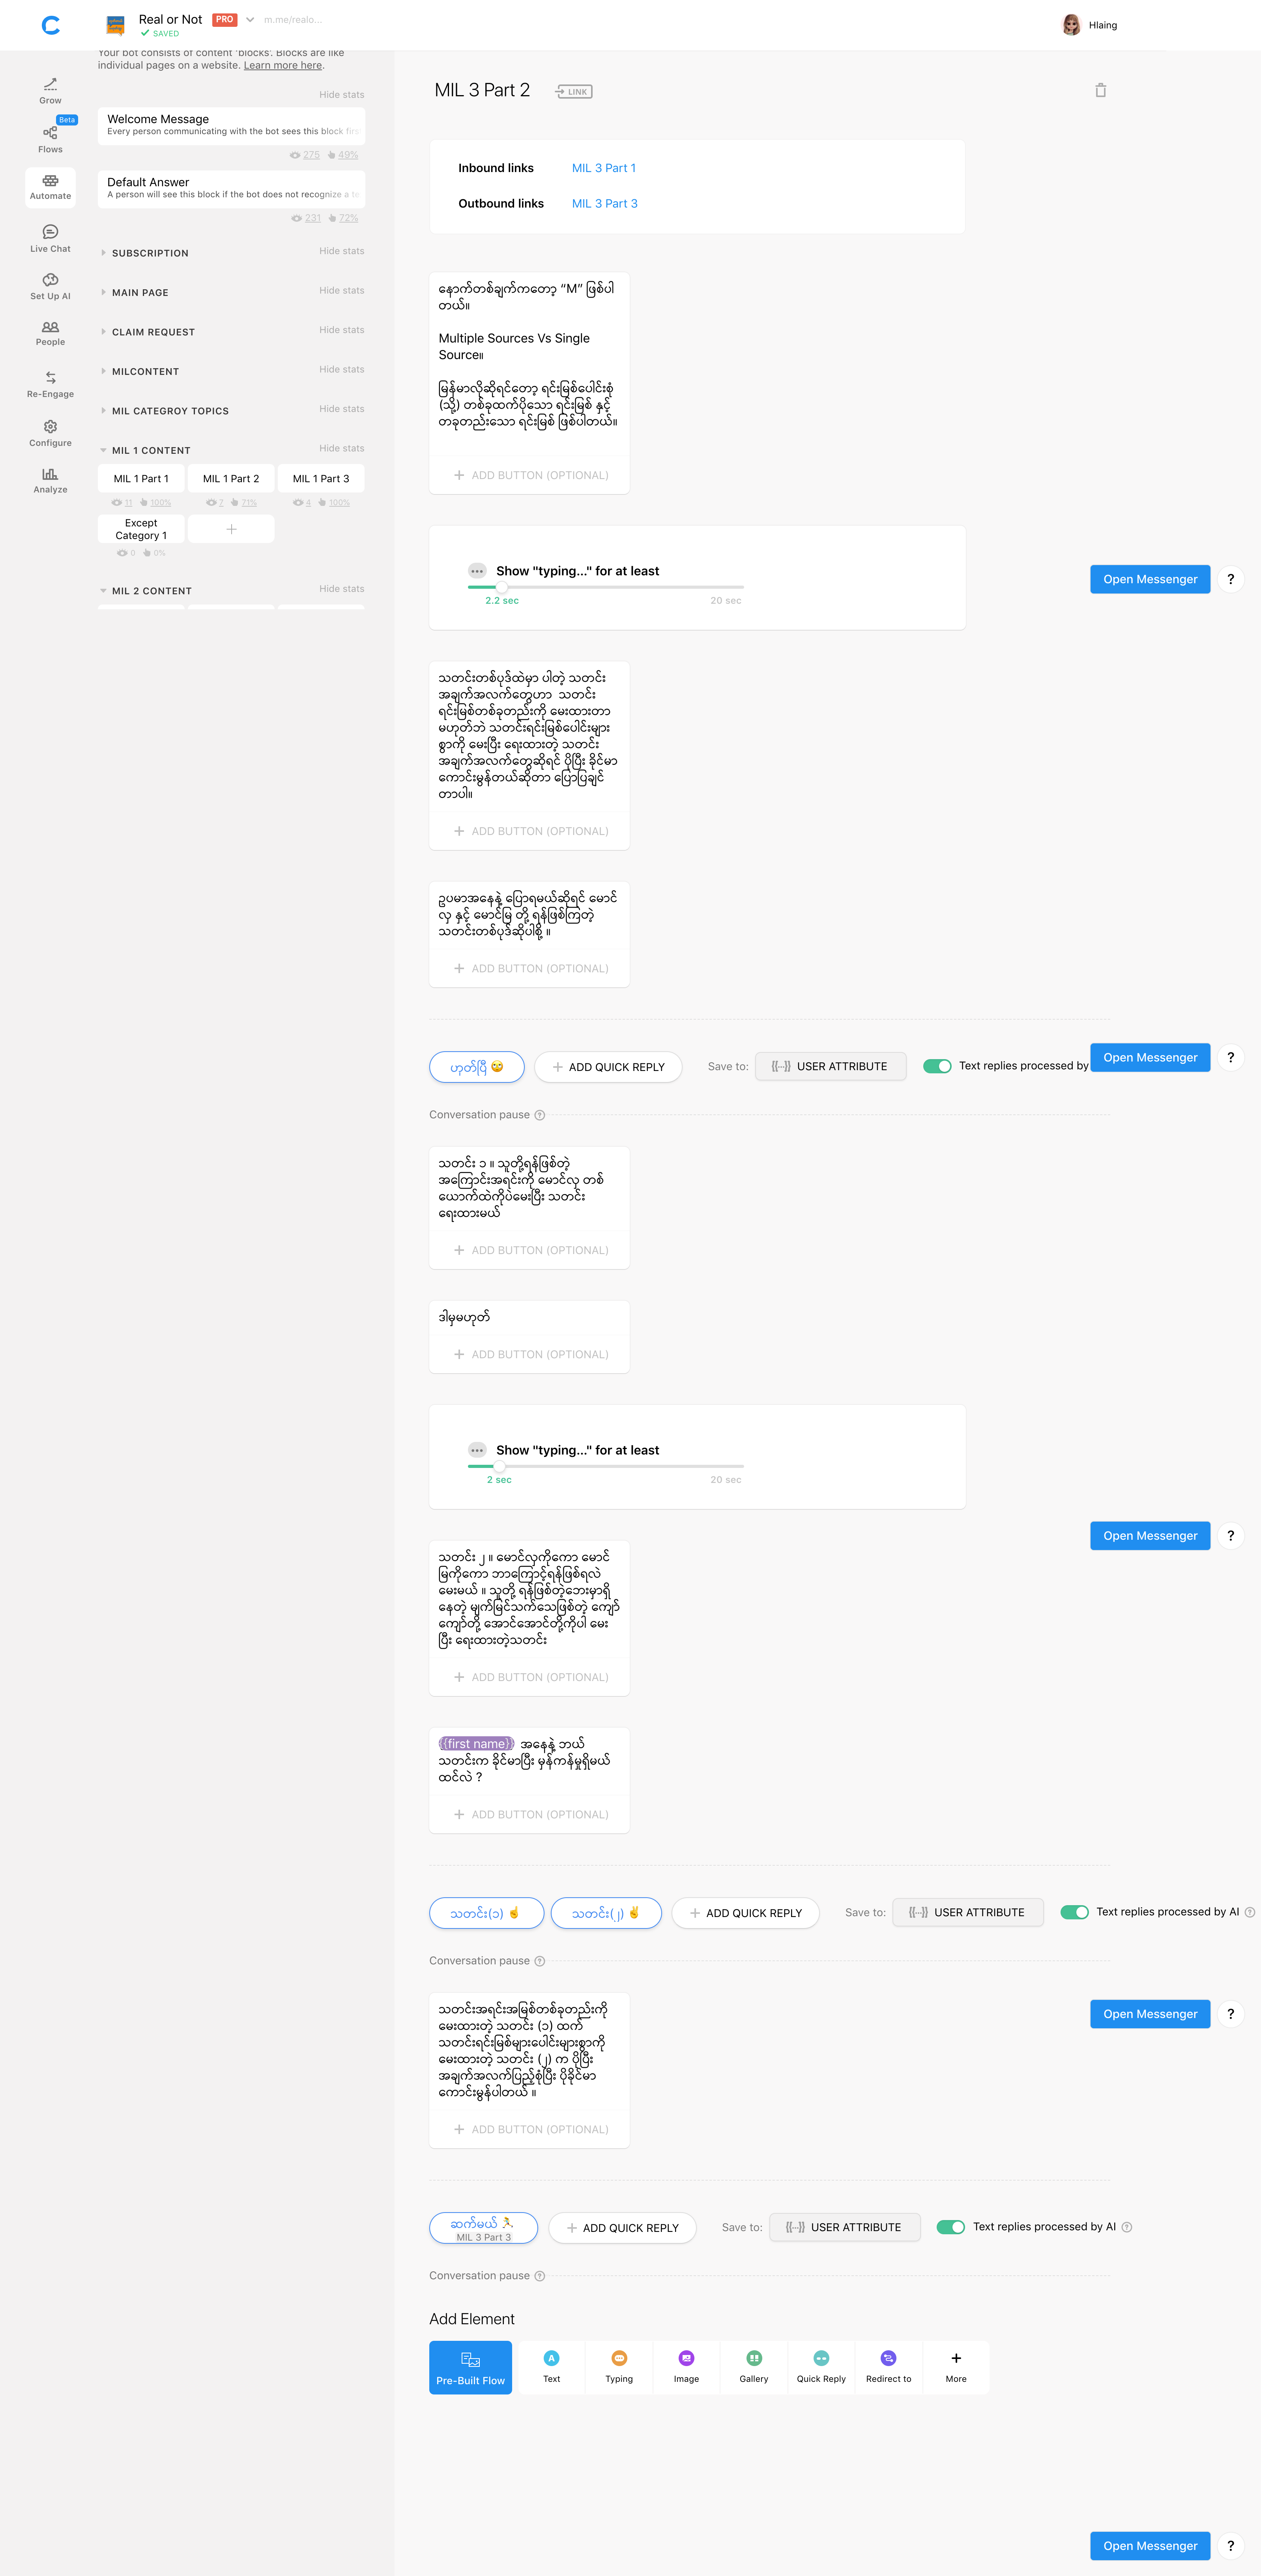 Real or Not PRO m.me/realo...
SAVED
Hlaing
Your bot consists of content 'blocks'. Blocks are like
individual pages on a website. Learn more here.
Grow
Beta
Flows
Automate
Live Chat
Set Up AI
People
Re-Engage
Configure
Analyze
Hide stats
Welcome Message
Every person communicating with the bot sees this block first
275 49%
Default Answer
A person will see this block if the bot does not recognize a te
231 72%
SUBSCRIPTION Hide stats
MAIN PAGE Hide stats
CLAIM REQUEST Hide stats
MILCONTENT Hide stats
MIL CATEGROY TOPICS Hide stats
MIL 1 CONTENT Hide stats
MIL 1 Part 1 MIL 1 Part 2 MIL 1 Part 3
11 100% 7 71% 4 100%
Except
Category 1
0 0%
MIL 2 CONTENT Hide stats
MIL 3 Part 2 LINK
Inbound links MIL 3 Part 1
Outbound links MIL 3 Part 3
နောက်တစ်ချက်ကတော့ “M” ဖြစ်ပါ
တယ်။
Multiple Sources Vs Single
Source။
မြန်မာလိုဆိုရင်တော့ ရင်းမြစ်ပေါင်းစုံ
(သို့) တစ်ခုထက်ပိုသော ရင်းမြစ် နှင့်
တခုတည်းသော ရင်းမြစ် ဖြစ်ပါတယ်။
ADD BUTTON (OPTIONAL)
Show "typing..." for at least
2.2 sec 20 sec
Open Messenger ?
သတင်းတစ်ပုဒ်ထဲမှာ ပါတဲ့ သတင်း
အချက်အလက်တွေဟာ သတင်း
ရင်းမြစ်တစ်ခုတည်းကို မေးထားတာ
မဟုတ်ဘဲ သတင်းရင်းမြစ်ပေါင်းများ
စွာကို မေးပြီး ရေးထားတဲ့ သတင်း
အချက်အလက်တွေဆိုရင် ပိုပြီး ခိုင်မာ
ကောင်းမွန်တယ်ဆိုတာ ပြောပြချင်
တာပါ။
ADD BUTTON (OPTIONAL)
ဥပမာအနေနဲ့ ပြောရမယ်ဆိုရင် မောင်
လှ နှင့် မောင်မြ တို့ ရန်ဖြစ်ကြတဲ့
သတင်းတစ်ပုဒ်ဆိုပါစို့ ။
ADD BUTTON (OPTIONAL)
ဟုတ်ပြီ 🙄 ADD QUICK REPLY Save to: {{...}} USER ATTRIBUTE Text replies processed by Open Messenger ?
Conversation pause ?
သတင်း ၁ ။ သူတို့ရန်ဖြစ်တဲ့
အကြောင်းအရင်းကို မောင်လှ တစ်
ယောက်ထဲကိုပဲမေးပြီး သတင်း
ရေးထားမယ်
ADD BUTTON (OPTIONAL)
ဒါမှမဟုတ်
ADD BUTTON (OPTIONAL)
Show "typing..." for at least
2 sec 20 sec
Open Messenger ?
သတင်း ၂ ။ မောင်လှကိုကော မောင်
မြကိုကော ဘာကြောင့်ရန်ဖြစ်ရလဲ
မေးမယ် ။ သူတို့ ရန်ဖြစ်တဲ့ဘေးမှာရှိ
နေတဲ့ မျက်မြင်သက်သေဖြစ်တဲ့ ကျော်
ကျော်တို့ အောင်အောင်တို့ကိုပါ မေး
ပြီး ရေးထားတဲ့သတင်း
ADD BUTTON (OPTIONAL)
{{first name}} အနေနဲ့ ဘယ်
သတင်းက ခိုင်မာပြီး မှန်ကန်မှုရှိမယ်
ထင်လဲ ?
ADD BUTTON (OPTIONAL)
သတင်း(၁) ☝ သတင်း(၂) ✌ ADD QUICK REPLY Save to: {{...}} USER ATTRIBUTE Text replies processed by AI ?
Conversation pause ?
သတင်းအရင်းအမြစ်တစ်ခုတည်းကို
မေးထားတဲ့ သတင်း (၁) ထက်
သတင်းရင်းမြစ်များပေါင်းများစွာကို
မေးထားတဲ့ သတင်း (၂) က ပိုပြီး
အချက်အလက်ပြည့်စုံပြီး ပိုခိုင်မာ
ကောင်းမွန်ပါတယ် ။
ADD BUTTON (OPTIONAL)
Open Messenger ?
ဆက်မယ် 🏃 ADD QUICK REPLY Save to: {{...}} USER ATTRIBUTE Text replies processed by AI ?
MIL 3 Part 3
Conversation pause ?
Add Element
Pre-Built Flow Text Typing Image Gallery Quick Reply Redirect to More
Open Messenger ?